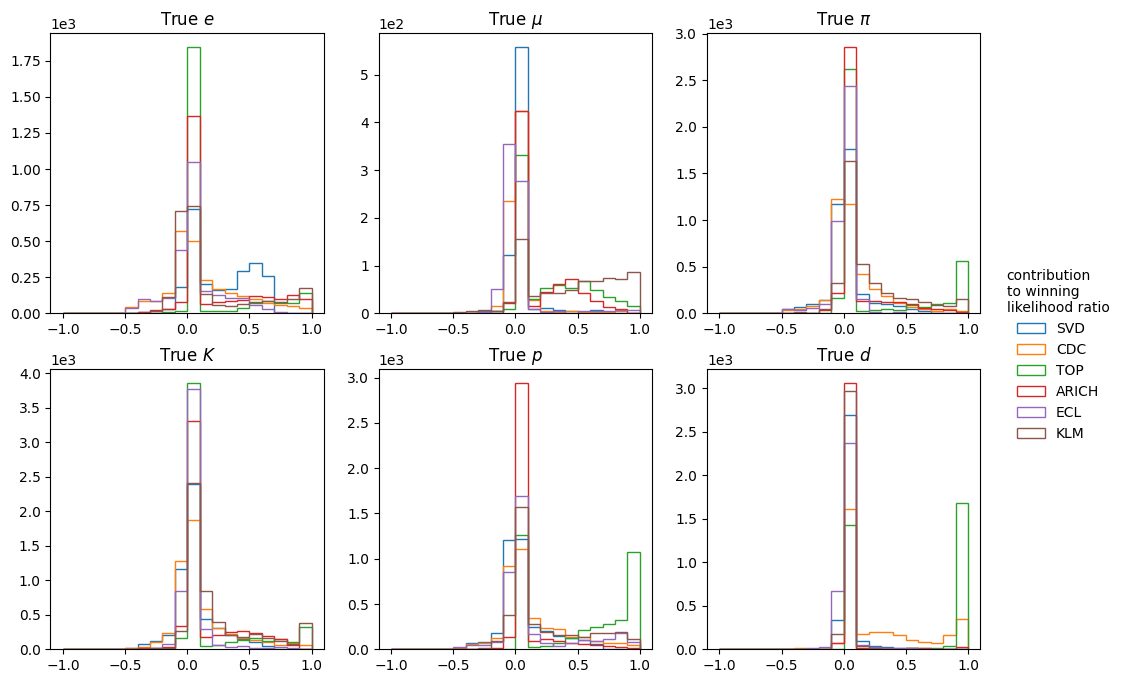 True e
True μ
True π
1e3
1e2
1e3
1.75
1.50
1.25
1.00
0.75
0.50
0.25
0.00
−1.0 −0.5 0.0 0.5 1.0
5
4
3
2
1
0
−1.0 −0.5 0.0 0.5 1.0
3.0
2.5
2.0
1.5
1.0
0.5
0.0
−1.0 −0.5 0.0 0.5 1.0
True K
True p
True d
1e3
1e3
1e3
4.0
3.5
3.0
2.5
2.0
1.5
1.0
0.5
0.0
−1.0 −0.5 0.0 0.5 1.0
3.0
2.5
2.0
1.5
1.0
0.5
0.0
−1.0 −0.5 0.0 0.5 1.0
3.0
2.5
2.0
1.5
1.0
0.5
0.0
−1.0 −0.5 0.0 0.5 1.0
contribution
to winning
likelihood ratio
SVD
CDC
TOP
ARICH
ECL
KLM